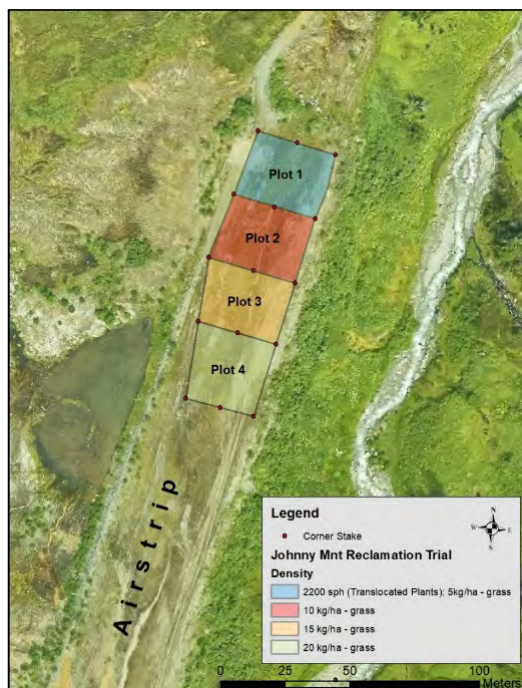 Plot 1
Plot 2
Plot 3
Plot 4
Airstrip
Legend
N
W E
S
Corner Stake
Johnny Mnt Reclamation Trial
Density
2200 sph (Translocated Plants); 5kg/ha - grass
10 kg/ha - grass
15 kg/ha - grass
20 kg/ha - grass
0 25 50 100
Meters